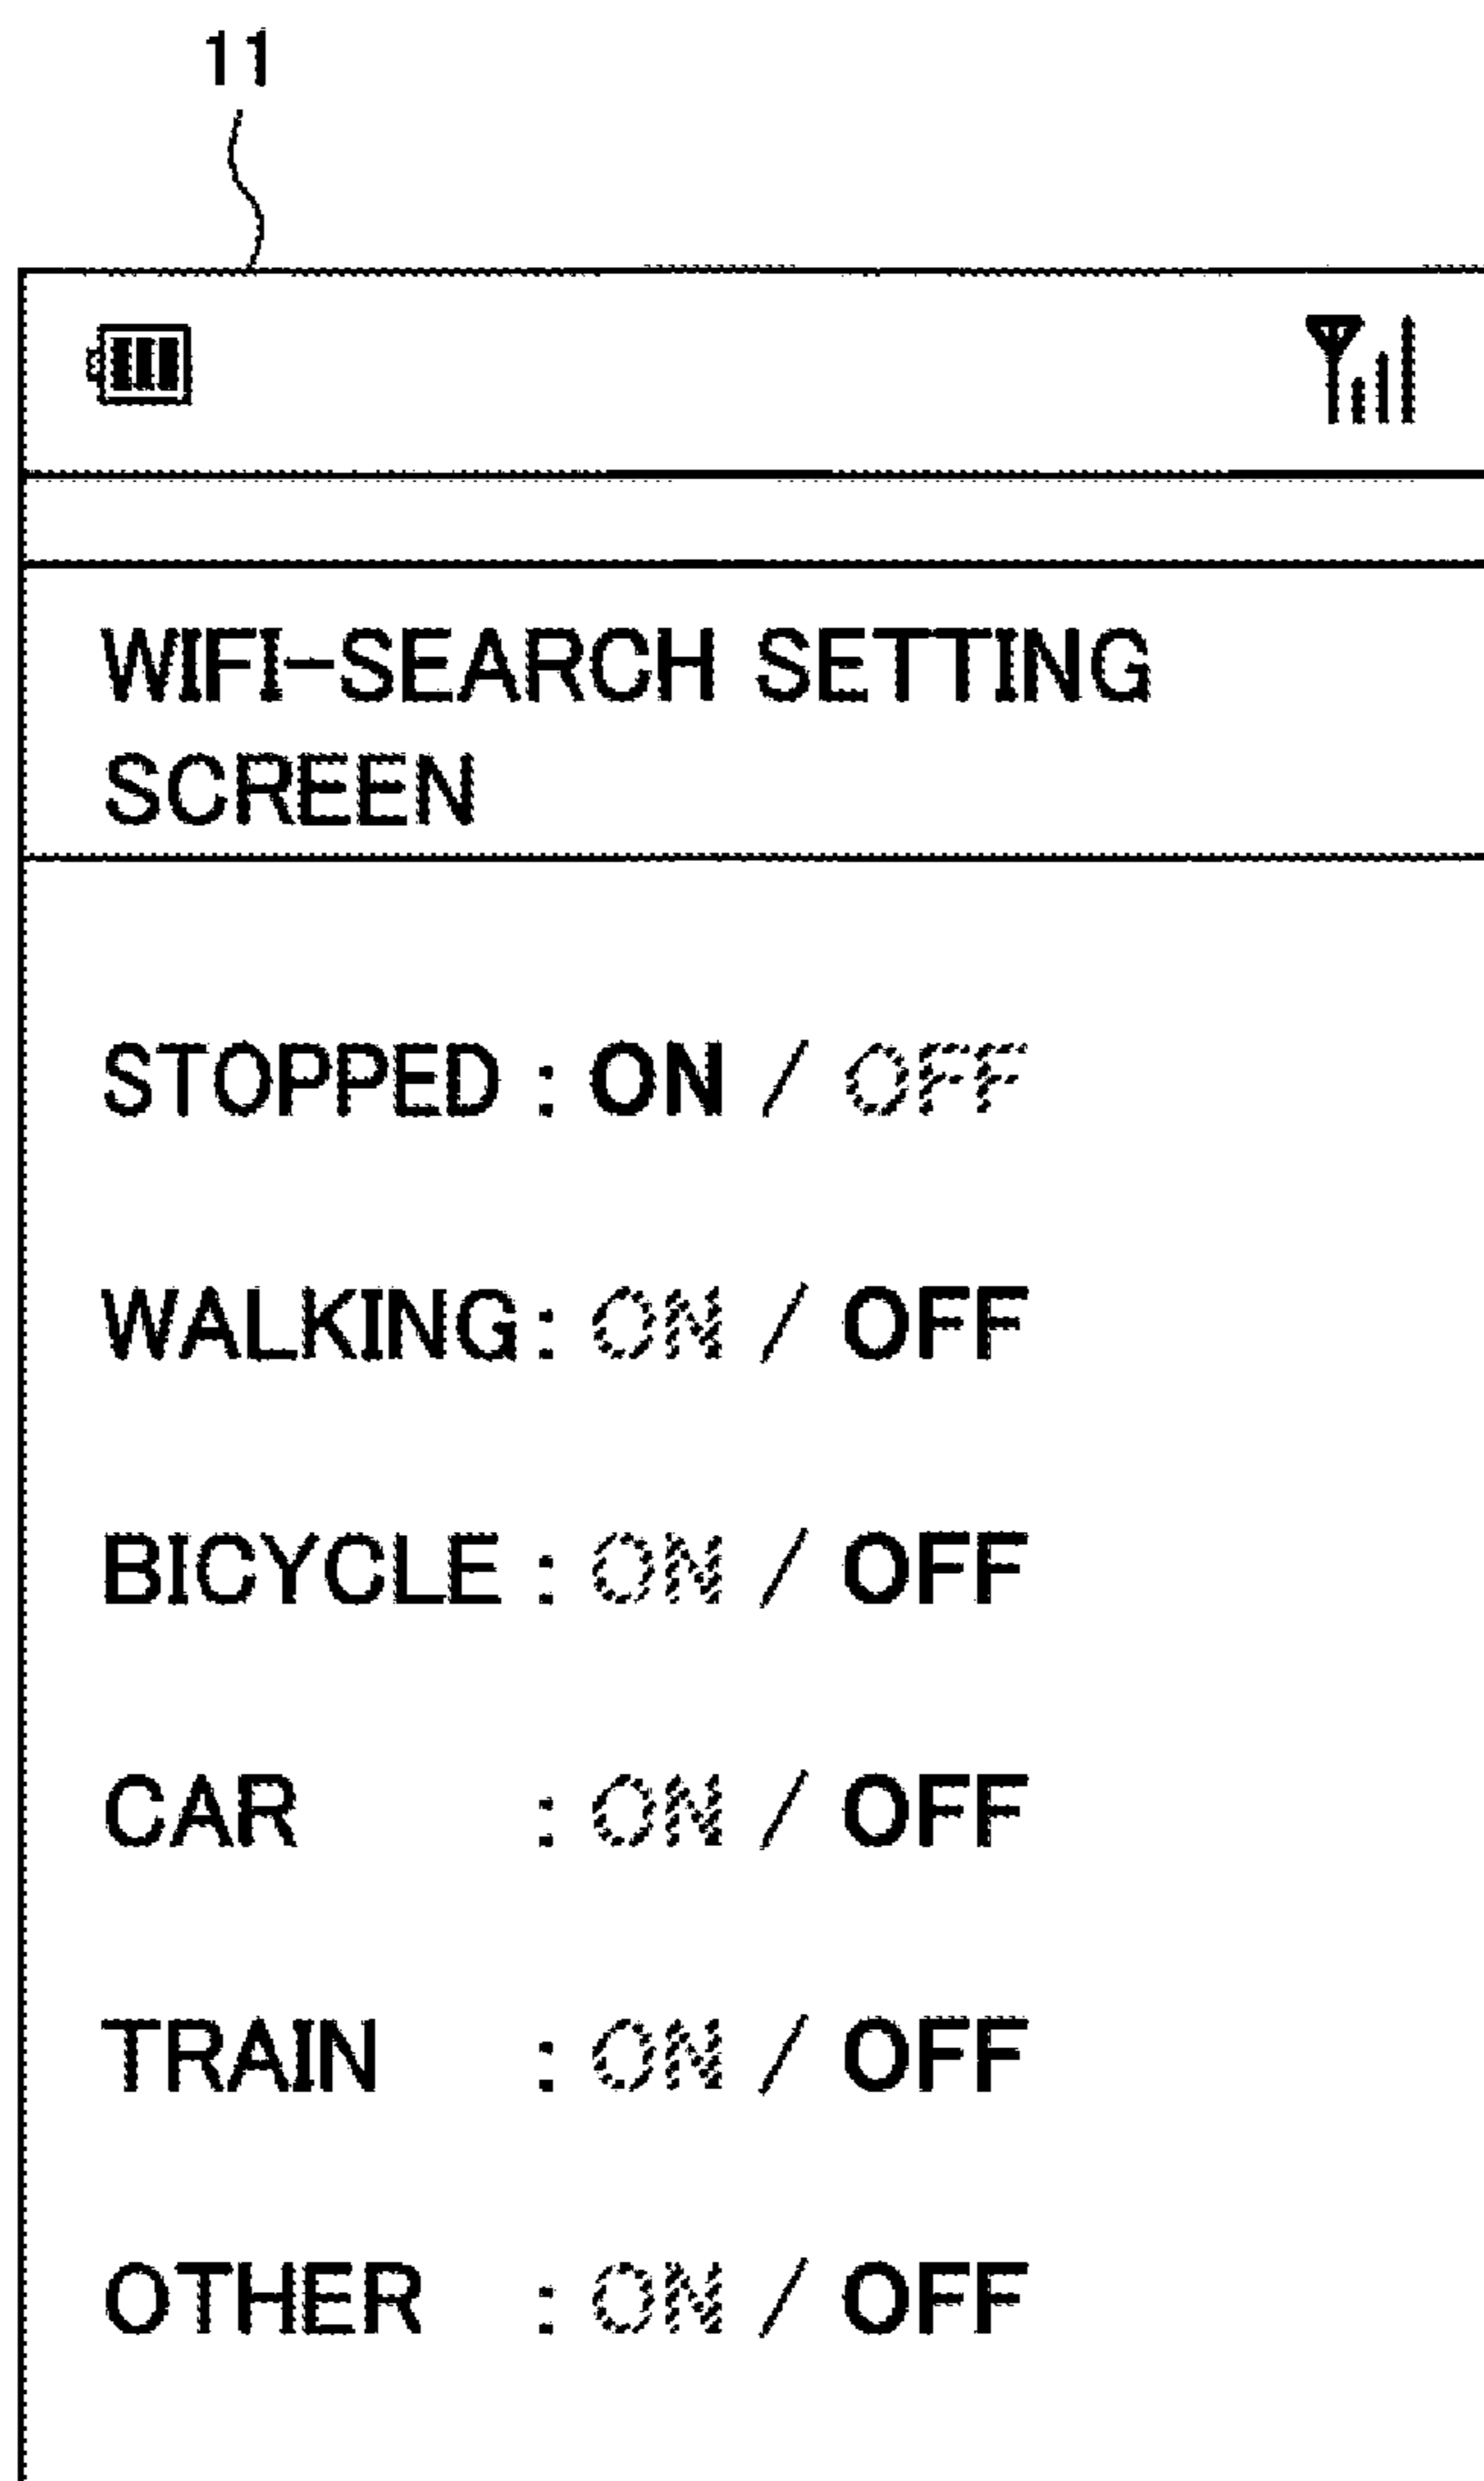 11
WIFI-SEARCH SETTING
SCREEN
STOPPED : ON / OFF
WALKING : ON / OFF
BICYCLE : ON / OFF
CAR : ON / OFF
TRAIN : ON / OFF
OTHER : ON / OFF